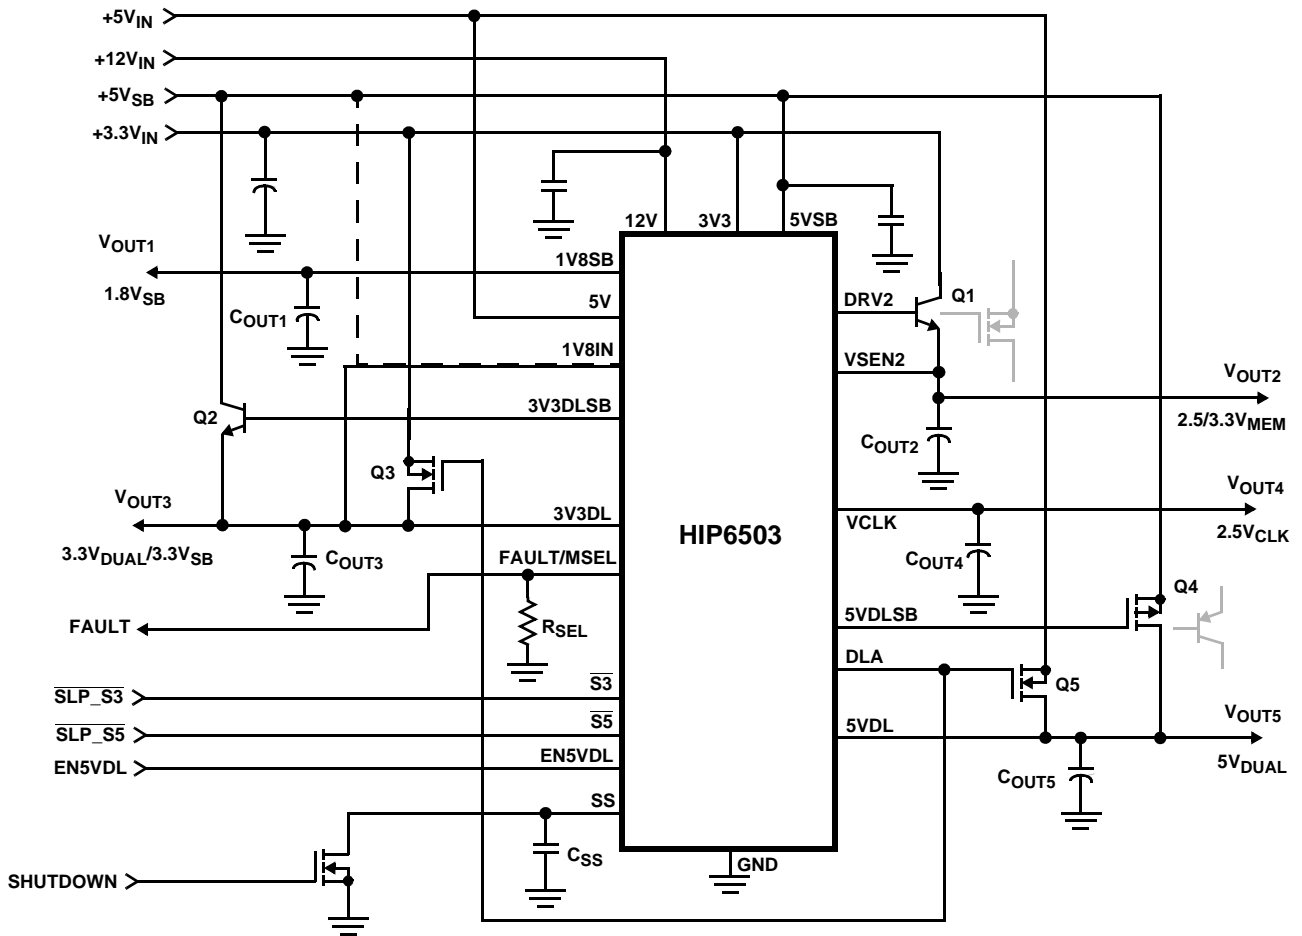 +5VIN
+12VIN
+5VSB
+3.3VIN
12V
3V3
5VSB
VOUT1
1.8VSB
COUT1
1V8SB
5V
1V8IN
3V3DLSB
Q2
Q3
VOUT3
3.3VDUAL/3.3VSB
COUT3
3V3DL
FAULT/MSEL
FAULT
RSEL
SLP_S3
S3
SLP_S5
S5
EN5VDL
EN5VDL
SS
CSS
SHUTDOWN
HIP6503
GND
DRV2
Q1
VSEN2
VOUT2
2.5/3.3VMEM
COUT2
VCLK
VOUT4
2.5VCLK
COUT4
5VDLSB
Q4
DLA
Q5
5VDL
VOUT5
5VDUAL
COUT5